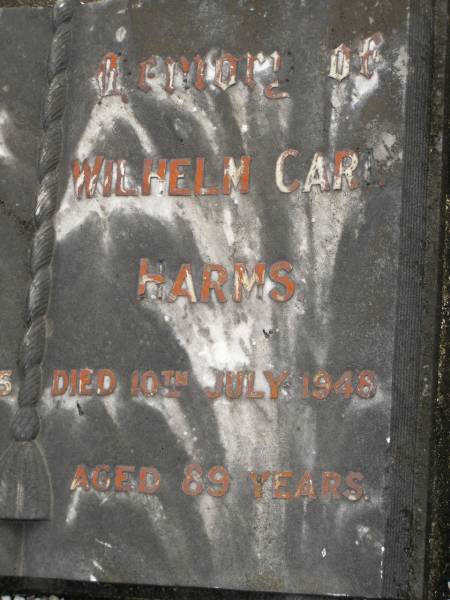 Memory of
WILHELM CARL
HARMS
DIED 10TH JULY 1948
AGED 89 YEARS.